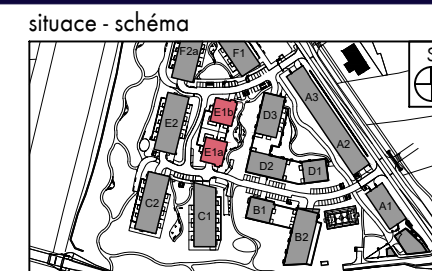 situace - schéma
F2a
F1
S
E1b
A3
E2
D3
E1a
A2
D2
D1
C2
C1
B1
A1
B2